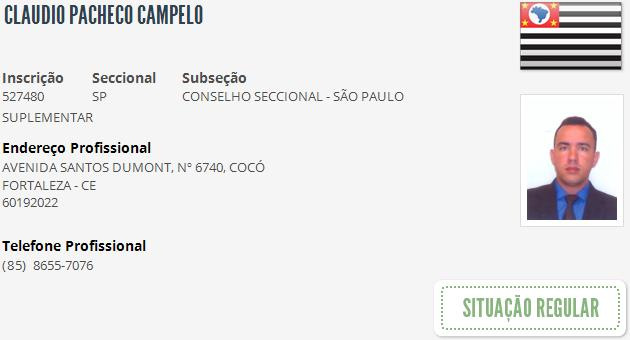 CLAUDIO PACHECO CAMPELO
Inscrição Seccional Subseção
527480 SP CONSELHO SECCIONAL - SÃO PAULO
SUPLEMENTAR
Endereço Profissional
AVENIDA SANTOS DUMONT, Nº 6740, COCÓ
FORTALEZA - CE
60192022
Telefone Profissional
(85) 8655-7076
SITUAÇÃO REGULAR